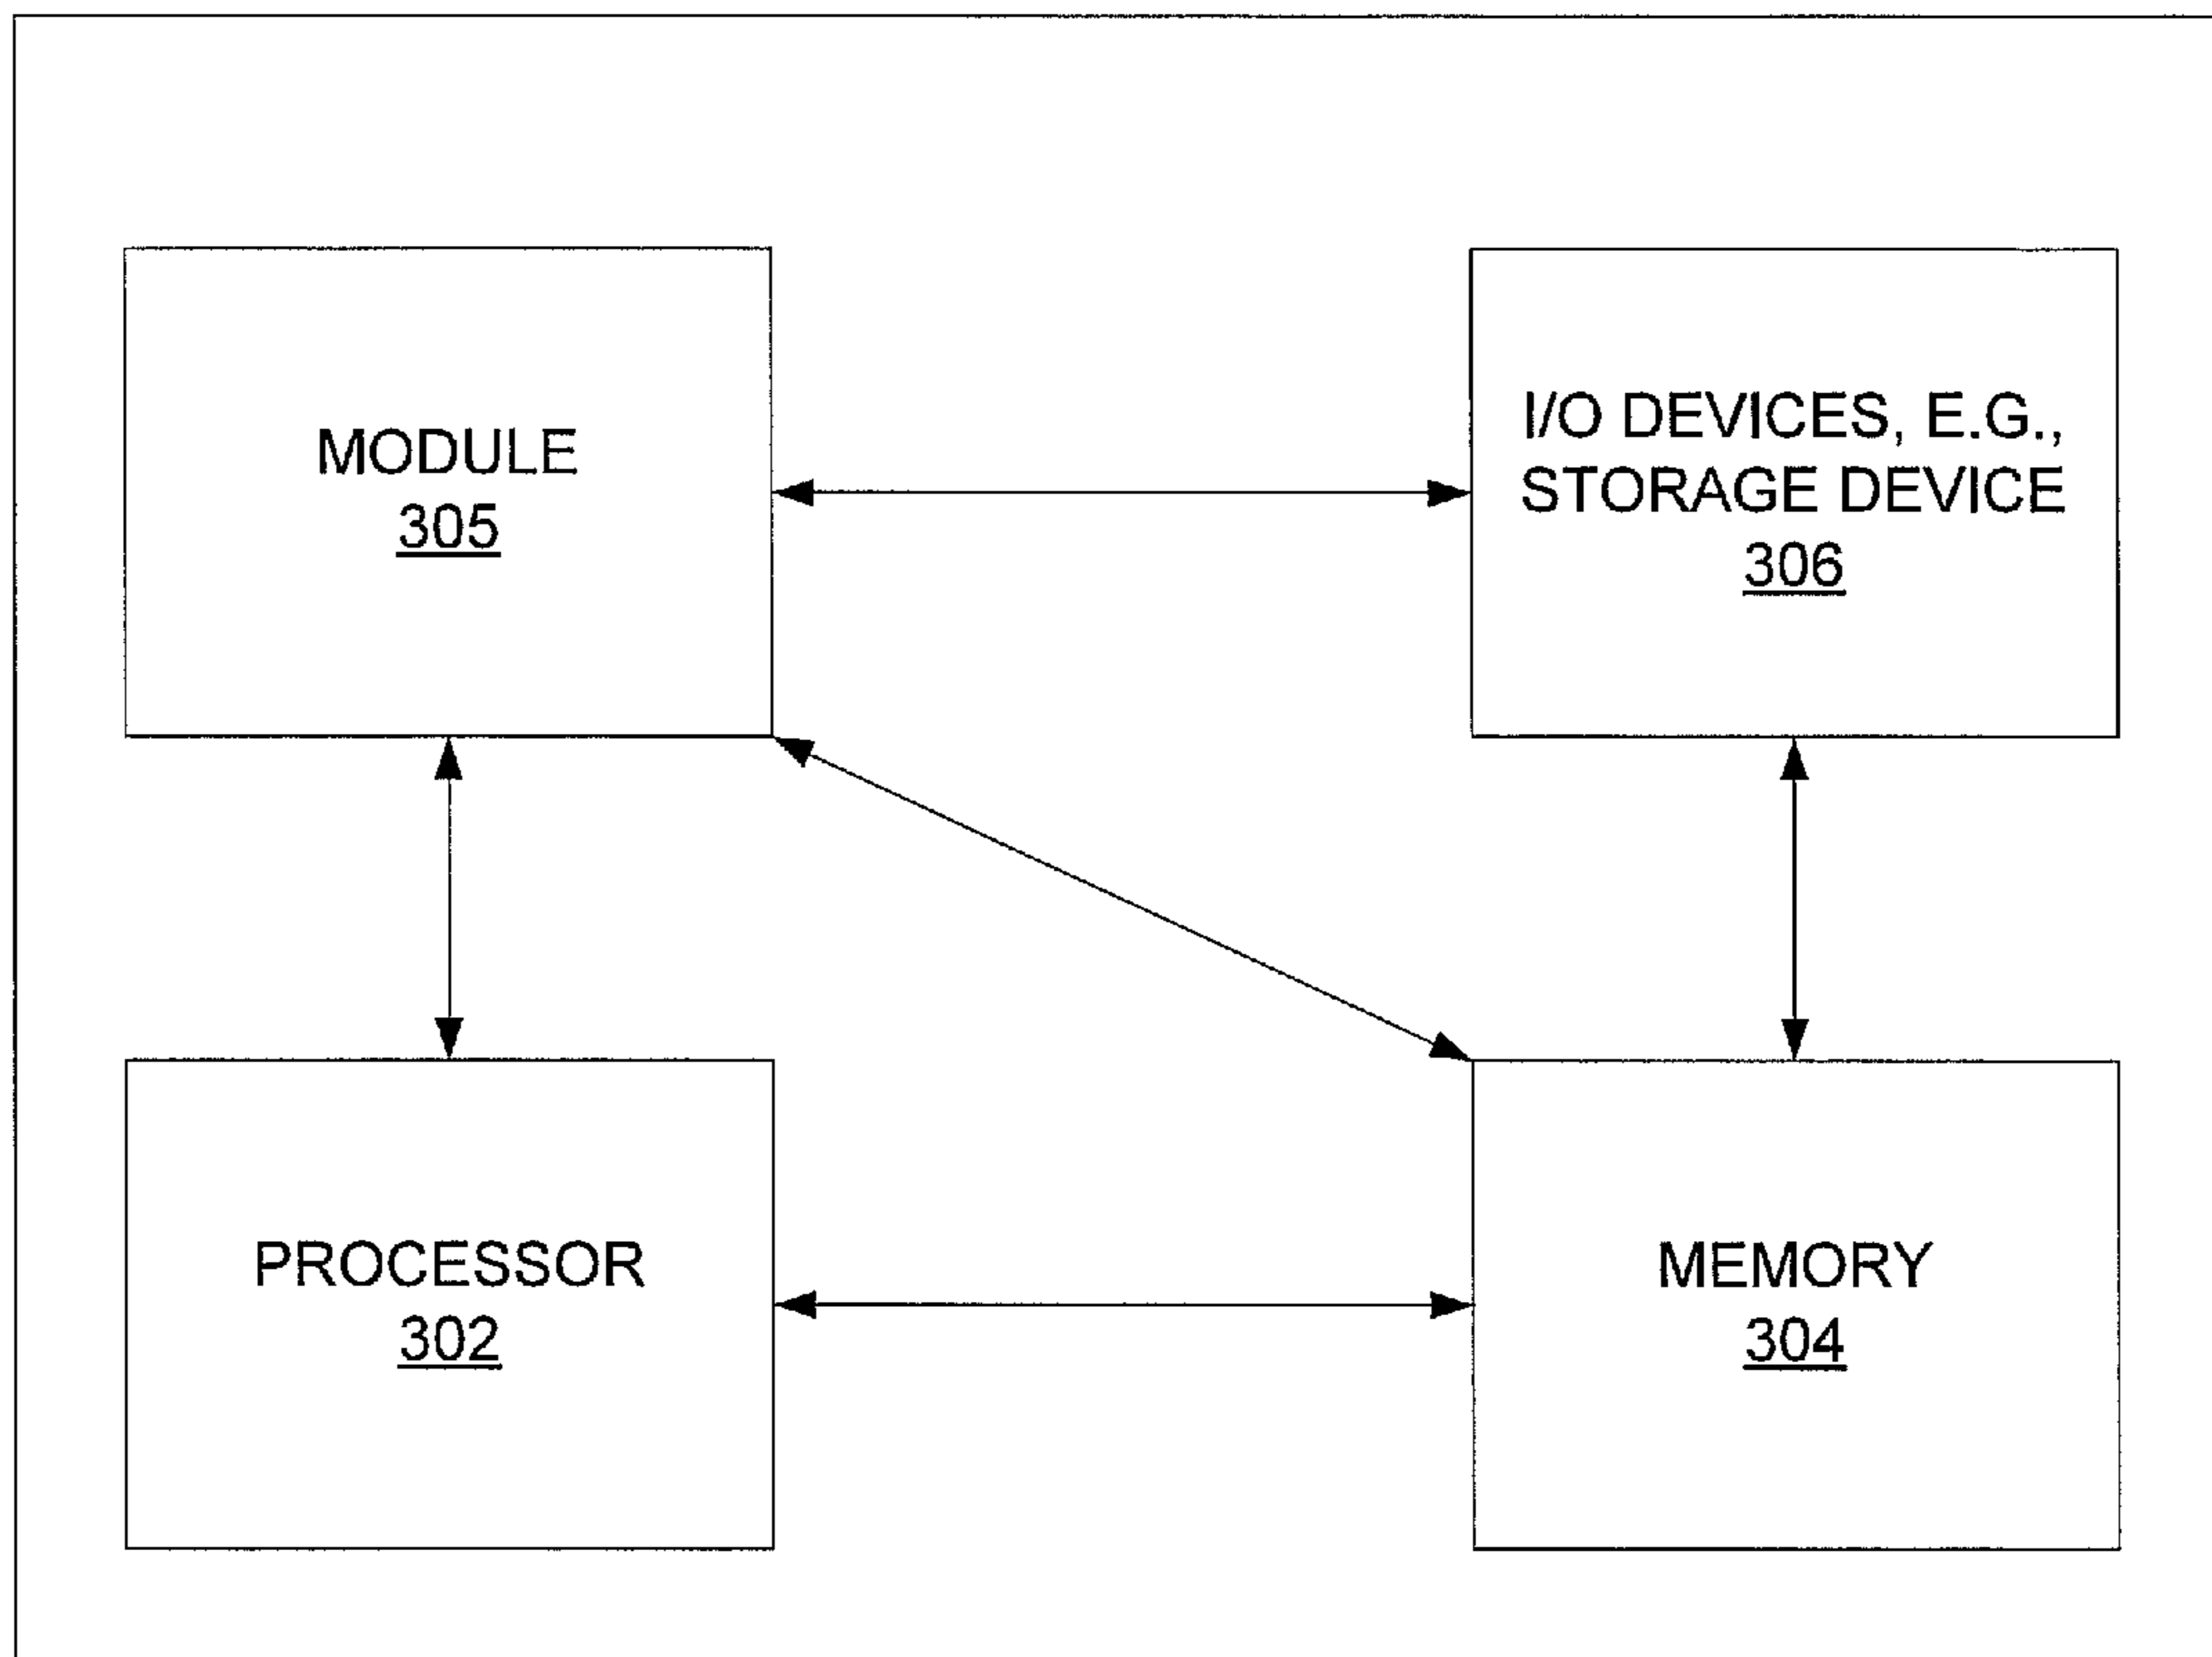 MODULE
305
I/O DEVICES, E.G.,
STORAGE DEVICE
306
PROCESSOR
302
MEMORY
304